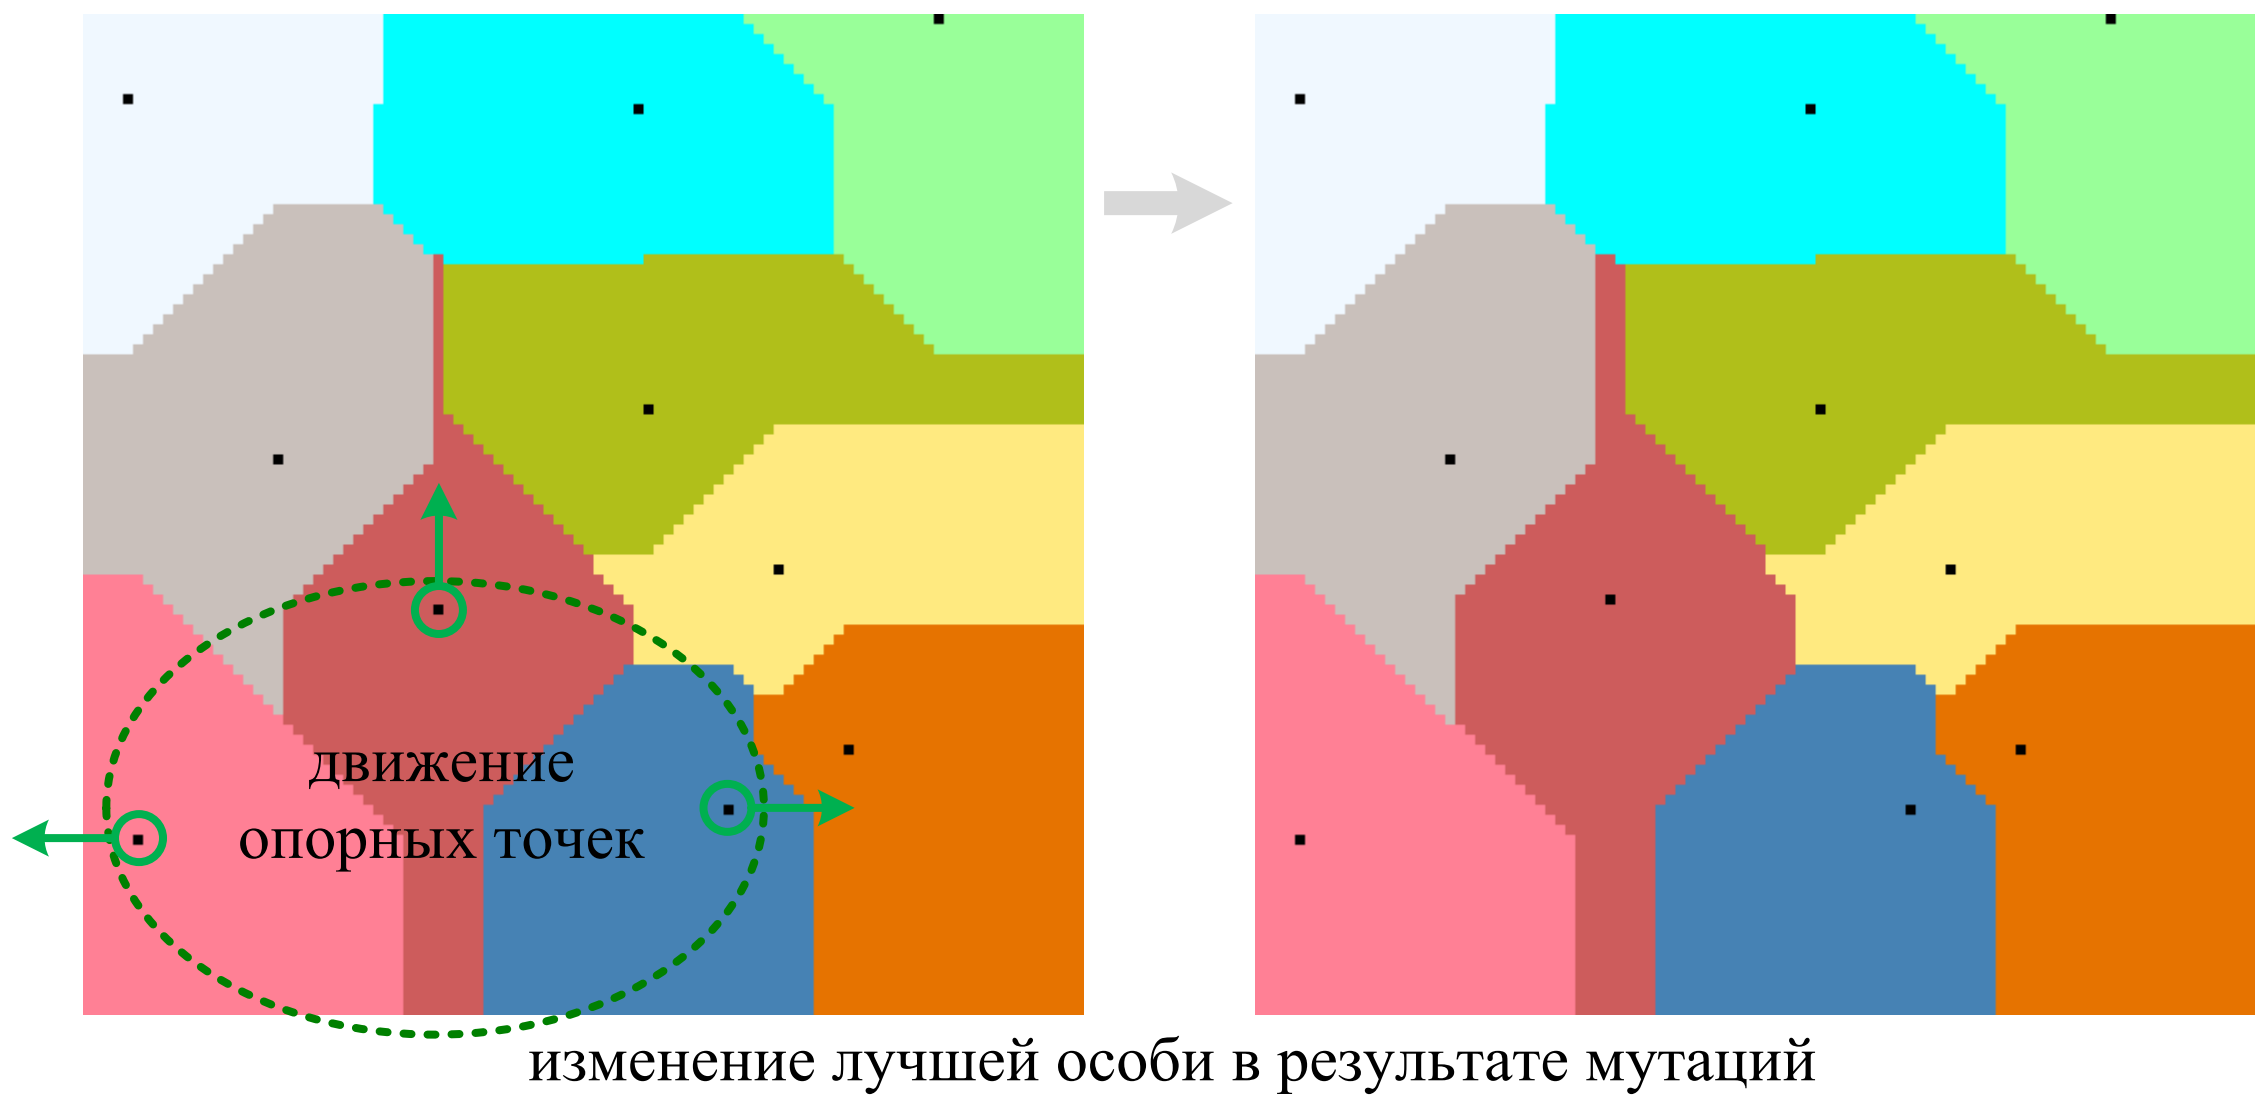 движение
опорных точек
изменение лучшей особи в результате мутаций